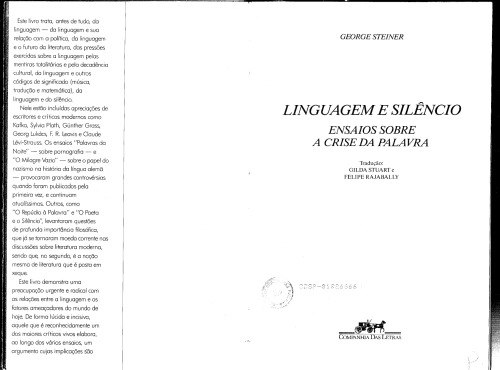 Este livro trata, antes de tudo, da
linguagem — da linguagem e sua
relação com a política, da linguagem
e o futuro da literatura, das pressões
exercidas sobre a linguagem pelas
mentiras totalitárias e pela decadência
cultural, da linguagem e outros
códigos de significado (música,
tradução e matemática), da
linguagem e do silêncio.
Nele estão incluídas apreciações de
escritores e críticos modernos como
Kafka, Sylvia Plath, Günther Grass,
Georg Lukács, F. R. Leavis e Claude
Lévi-Strauss. Os ensaios "Palavras da
Noite" — sobre pornografia — e
"O Milagre Vazio" — sobre o papel do
nazismo na história da língua alemã
— provocaram grandes controvérsias
quando foram publicados pela
primeira vez, e continuam
atualíssimos. Outros, como
"O Repúdio à Palavra" e "O Poeta
e o Silêncio", levantaram questões
de profunda importância filosófica,
que já se tornaram moeda corrente nas
discussões sobre literatura moderna,
sendo que, no segundo, é a noção
mesma de literatura que é posta em
xeque.
Este livro demonstra uma
preocupação urgente e radical com
as relações entre a linguagem e os
fatores ameaçadores do mundo de
hoje. De forma lúcida e incisiva,
aquele que é reconhecidamente um
dos maiores críticos vivos elabora,
ao longo dos vários ensaios, um
argumento cujas implicações são
GEORGE STEINER
LINGUAGEM E SILÊNCIO
ENSAIOS SOBRE
A CRISE DA PALAVRA
Tradução:
GILDA STUART e
FELIPE RAJABALLY
COMPANHIA DAS LETRAS